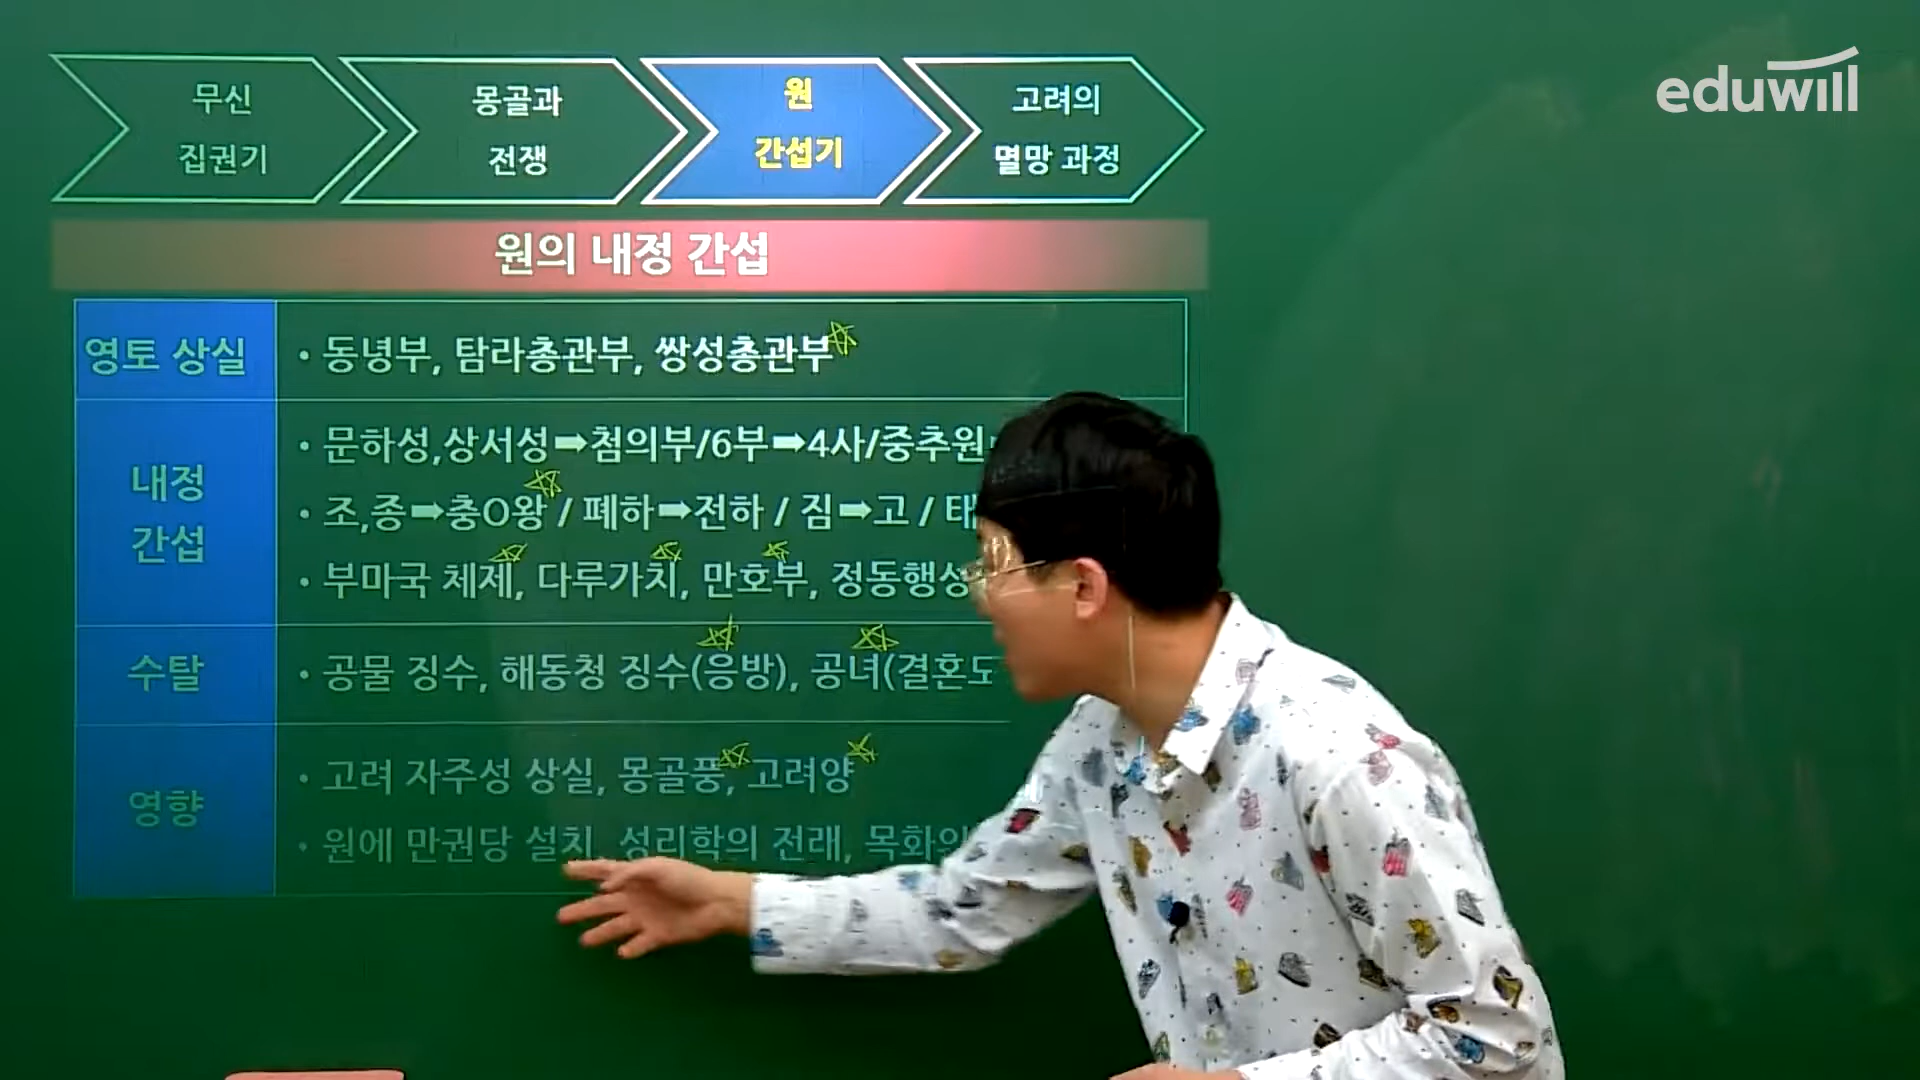 eduwill
무신
집권기
몽골과
전쟁
원
간섭기
고려의
멸망 과정
원의 내정 간섭
영토 상실
• 동녕부, 탐라총관부, 쌍성총관부
내정
간섭
• 문하성,상서성➡첨의부/6부➡4사/중추원
• 조,종➡충O왕 / 폐하➡전하 / 짐➡고 / 태
• 부마국 체제, 다루가치, 만호부, 정동행성
수탈
• 공물 징수, 해동청 징수(응방), 공녀(결혼도
영향
• 고려 자주성 상실, 몽골풍, 고려양
• 원에 만권당 설치, 성리학의 전래, 목화의